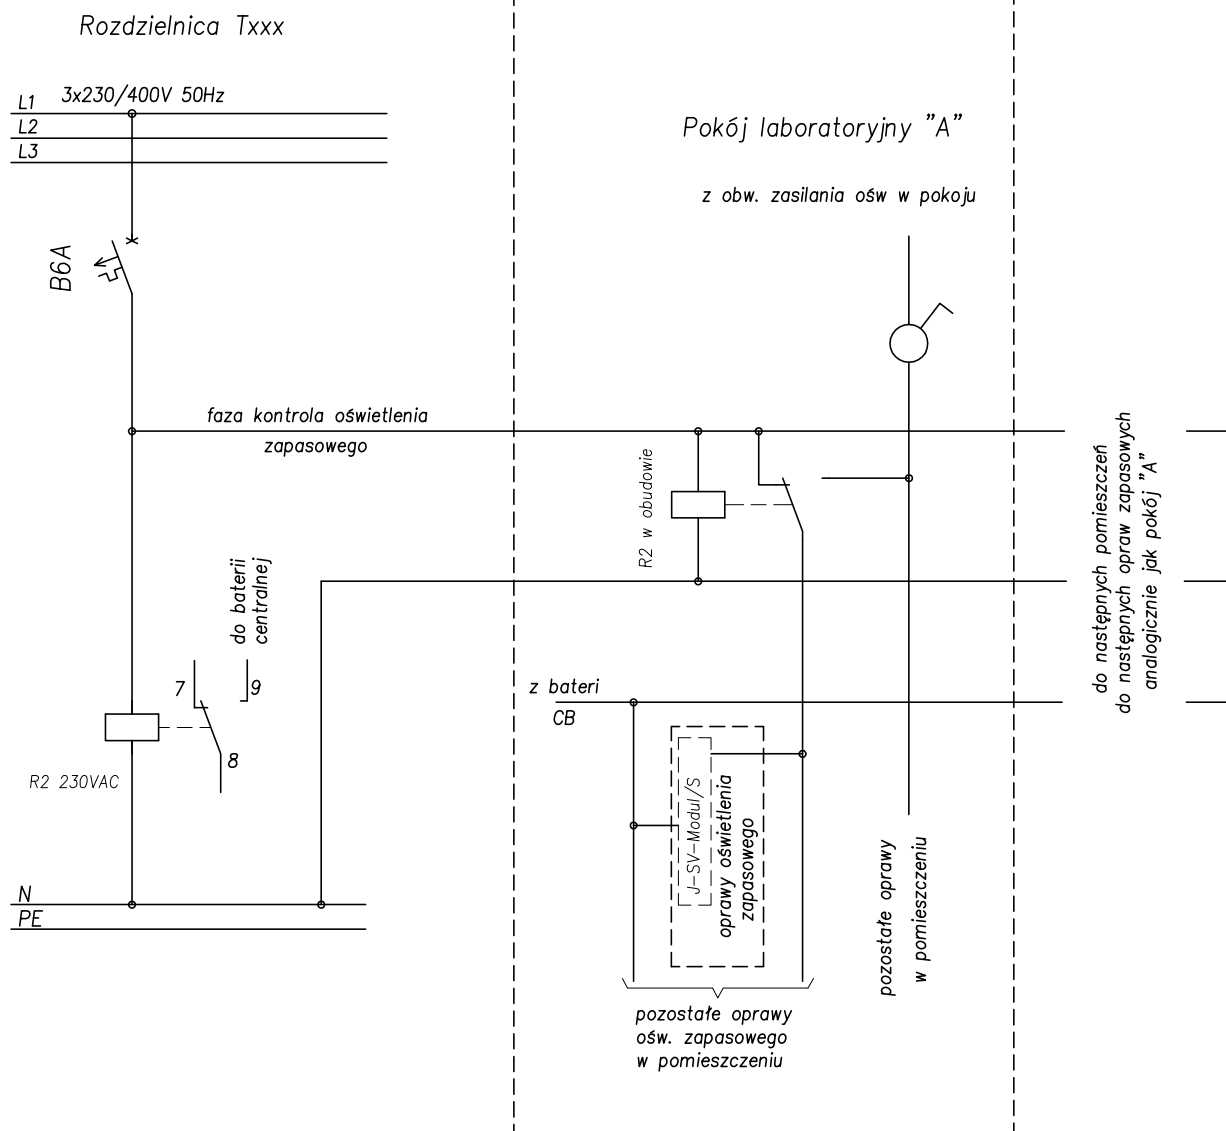 Rozdzielnica Txxx
3x230/400V 50Hz
L1
L2
L3
B6A
faza kontrola oświetlenia
zapasowego
do baterii
centralnej
7
9
8
R2 230VAC
N
PE
Pokój laboratoryjny "A"
z obw. zasilania ośw w pokoju
R2 w obudowie
z bateri
CB
J-SV-Modul/S
oprawy oświetlenia
zapasowego
pozostałe oprawy
ośw. zapasowego
w pomieszczeniu
pozostałe oprawy
w pomieszczeniu
do następnych pomieszczeń
do następnych opraw zapasowych
analogicznie jak pokój "A"